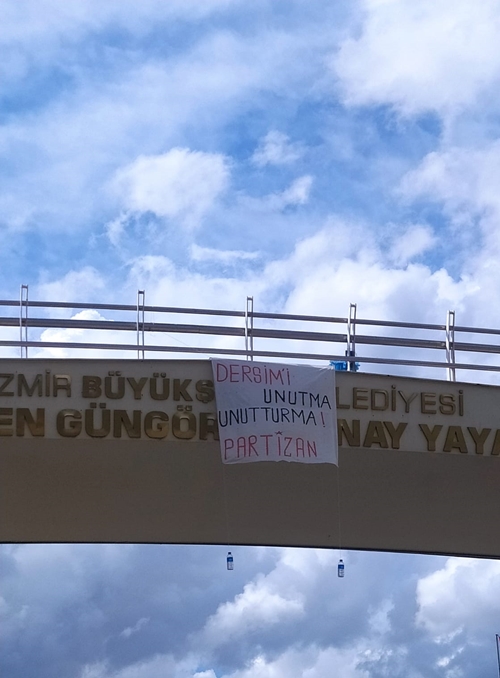 ZMİR BÜYÜKŞ LEDİYESİ
EN GÜNGÖR NAY YAYA
DERSİM'İ
UNUTMA
UNUTTURMA!
PARTİZAN